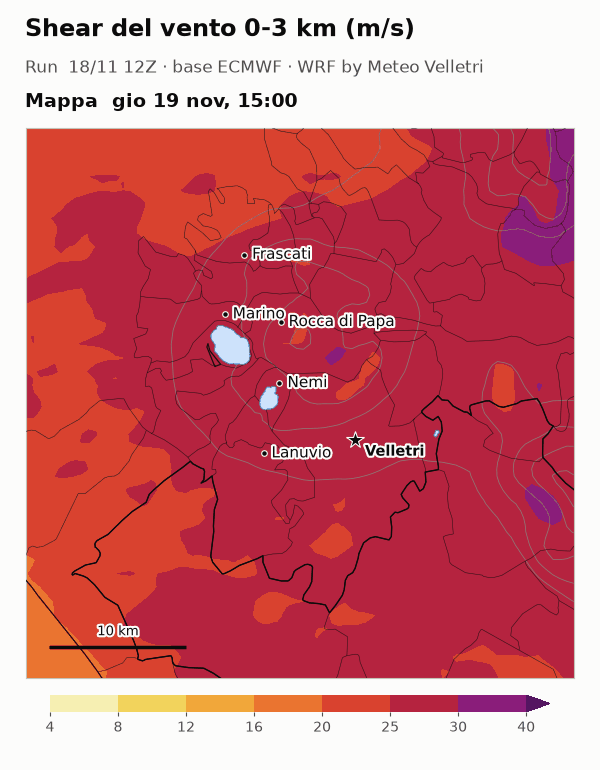 Shear del vento 0-3 km (m/s)
Run  18/11 12Z · base ECMWF · WRF by Meteo Velletri
Mappa  gio 19 nov, 15:00
Frascati
Marino
Rocca di Papa
Nemi
Velletri
Lanuvio
10 km
4 8 12 16 20 25 30 40